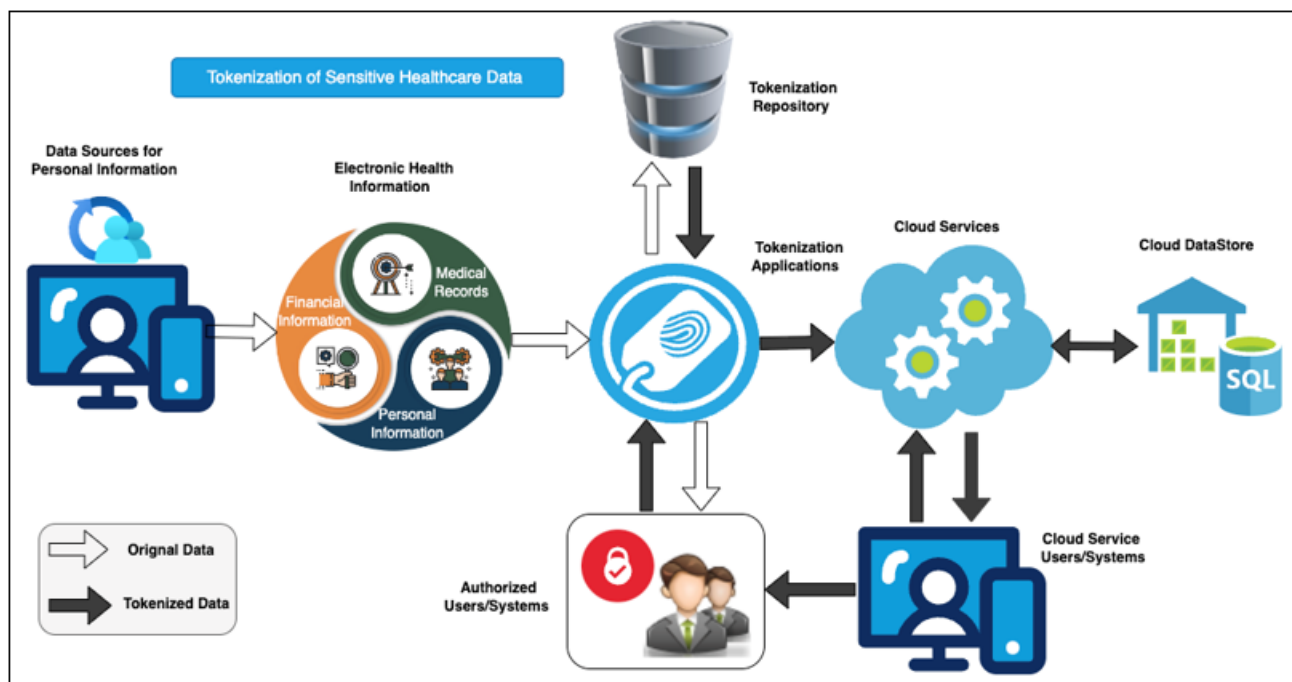 Tokenization of Sensitive Healthcare Data
Tokenization
Repository
Data Sources for
Personal Information
Electronic Health
Information
Medical
Records
Financial
Information
Personal
Information
Tokenization
Applications
Cloud Services
Cloud DataStore
SQL
Orignal Data
Tokenized Data
Authorized
Users/Systems
Cloud Service
Users/Systems